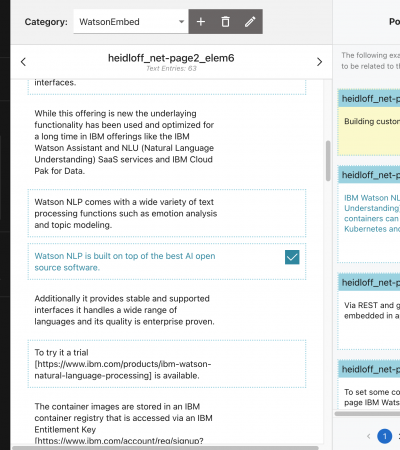 Category:
WatsonEmbed
heidloff_net-page2_elem6
Text Entries: 63
interfaces.
While this offering is new the underlaying
functionality has been used and optimized for
a long time in IBM offerings like the IBM
Watson Assistant and NLU (Natural Language
Understanding) SaaS services and IBM Cloud
Pak for Data.
Watson NLP comes with a wide variety of text
processing functions such as emotion analysis
and topic modeling.
Watson NLP is built on top of the best AI open
source software.
Additionally it provides stable and supported
interfaces it handles a wide range of
languages and its quality is enterprise proven.
To try it a trial
[https://www.ibm.com/products/ibm-watson-
natural-language-processing] is available.
The container images are stored in an IBM
container registry that is accessed via an IBM
Entitlement Key
[https://www.ibm.com/account/reg/signup?
Po
The following exa
to be related to th
heidloff_net-p
Building custon
heidloff_net-p
IBM Watson NL
Understanding
containers can
Kubernetes and
heidloff_net-p
Via REST and g
embedded in a
heidloff_net-p
To set some co
page IBM Wats
1